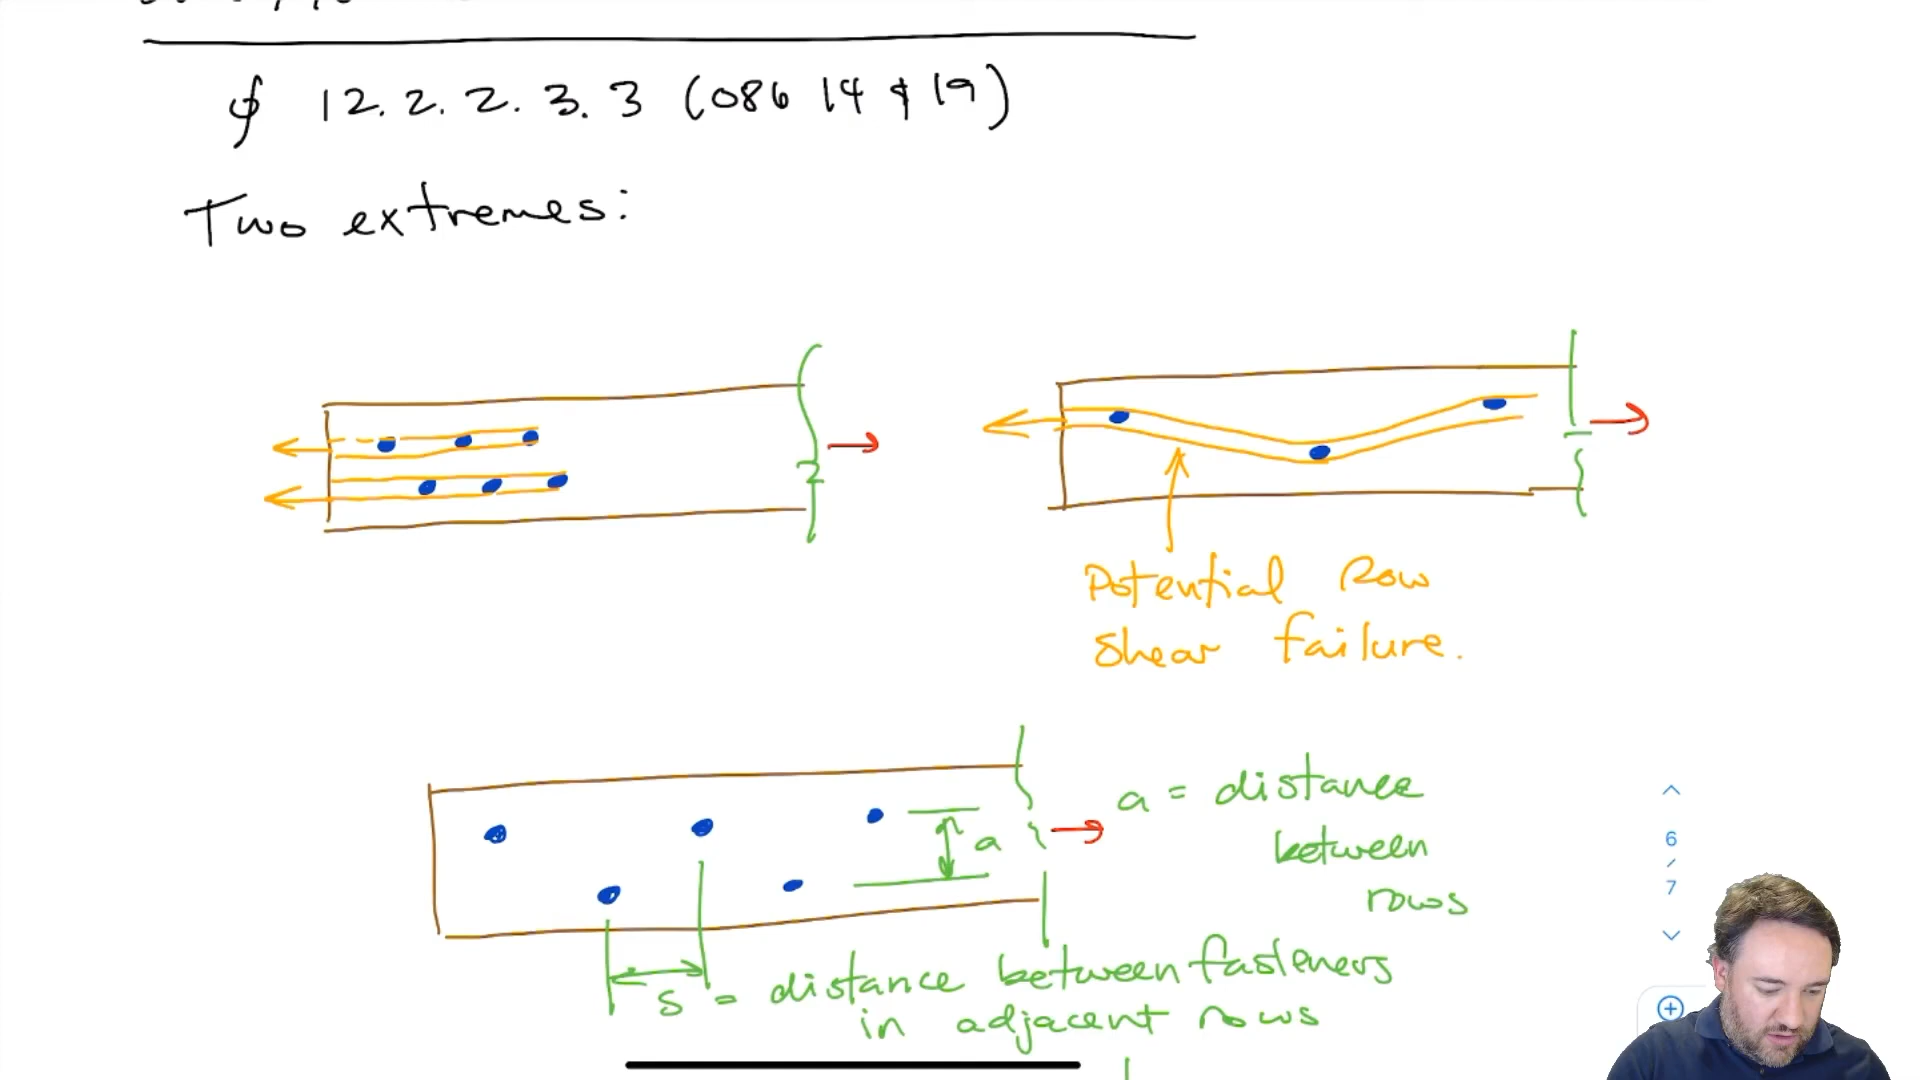 ¢ 12.2.2.3.3 (086 14 & 19)
Two extremes:
Potential Row
Shear failure.
a
a = distance
between
rows
6
/
7
s = distance between fasteners
in adjacent rows